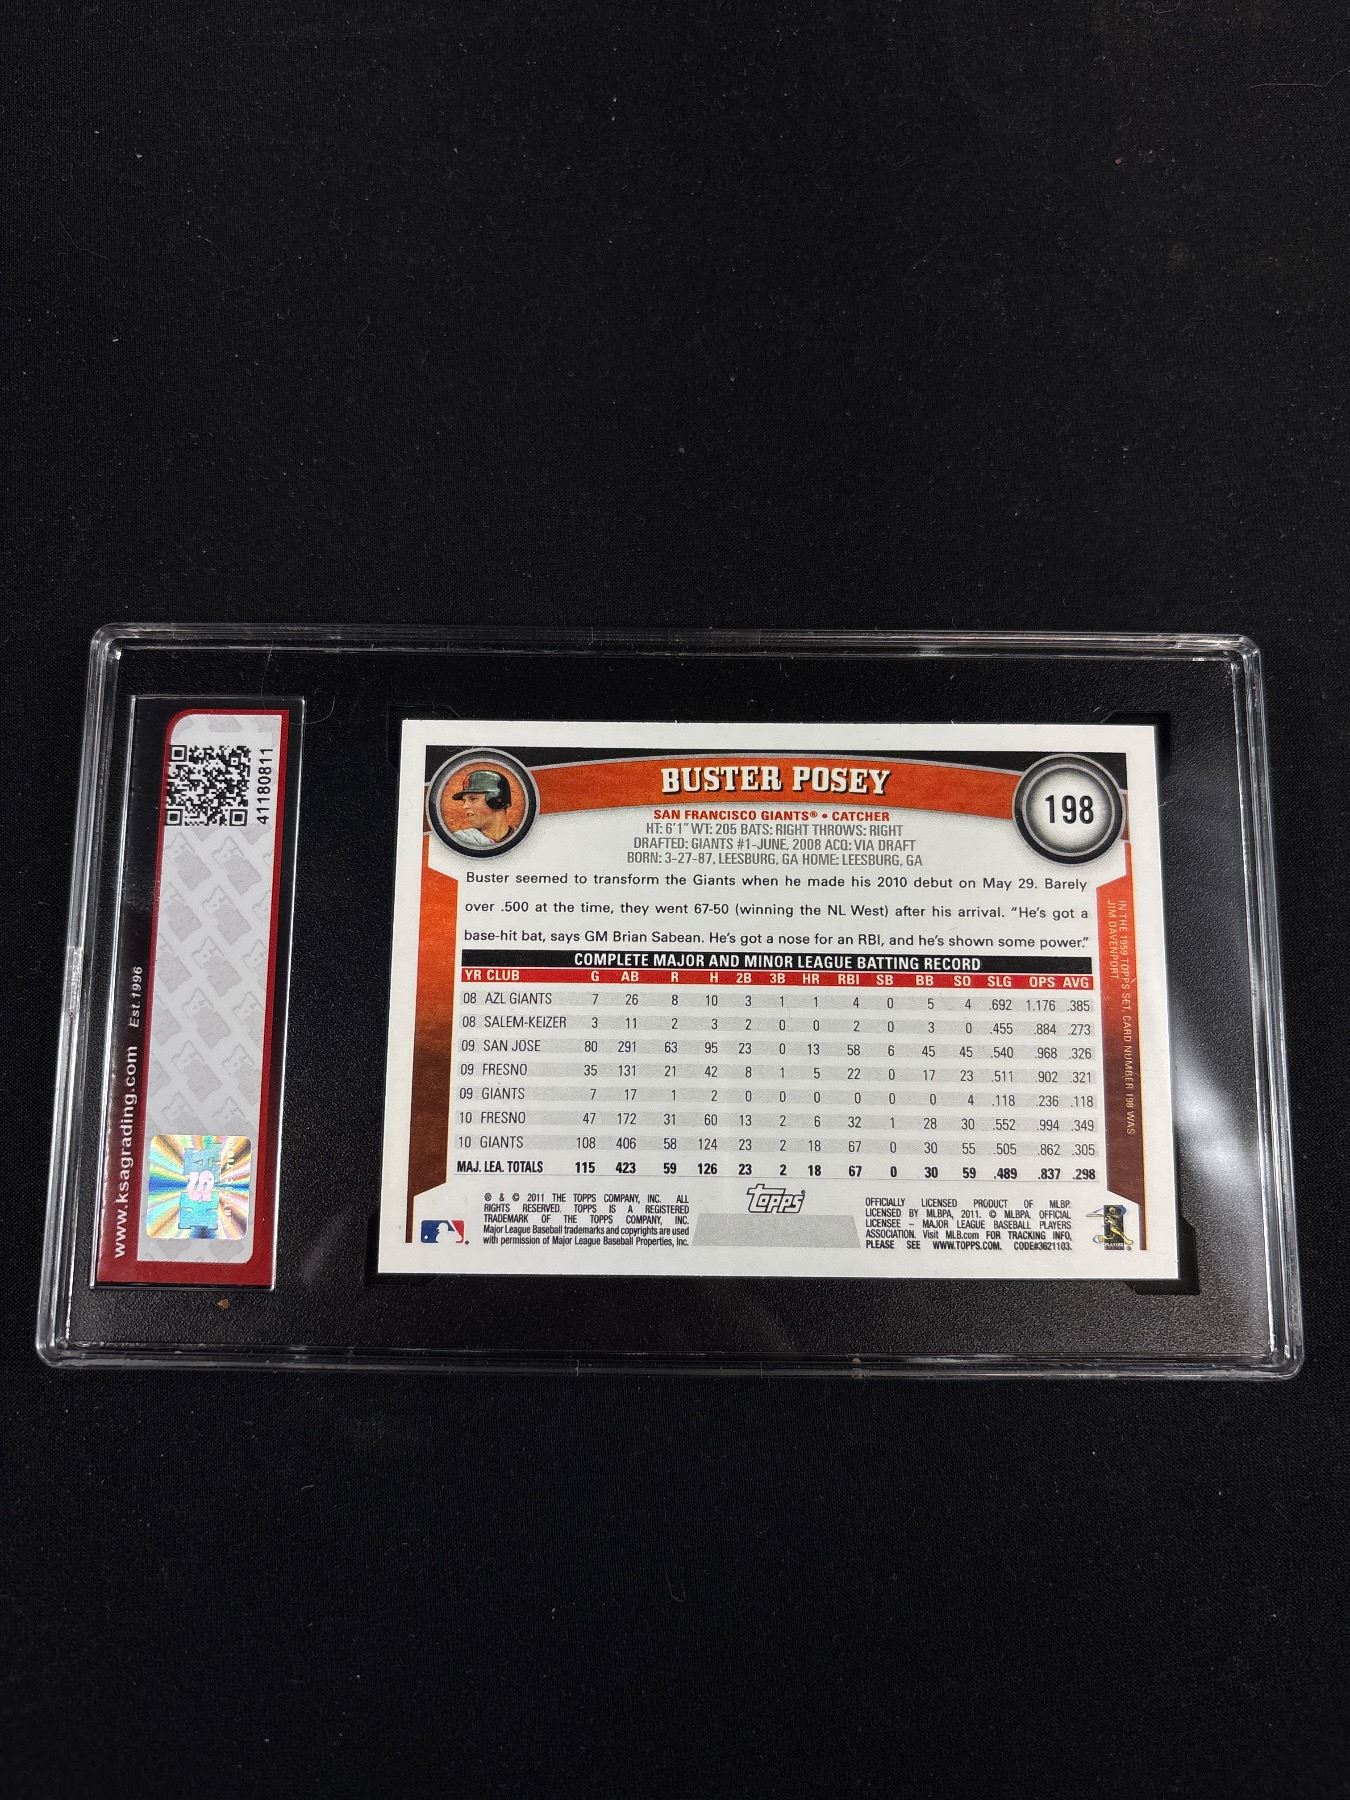 41180811
www.ksagrading.com Est. 1996
KSA
BUSTER POSEY
198
SAN FRANCISCO GIANTS® • CATCHER
HT: 6'1" WT: 205 BATS: RIGHT THROWS: RIGHT
DRAFTED: GIANTS #1-JUNE, 2008 ACQ: VIA DRAFT
BORN: 3-27-87, LEESBURG, GA HOME: LEESBURG, GA
Buster seemed to transform the Giants when he made his 2010 debut on May 29. Barely
over .500 at the time, they went 67-50 (winning the NL West) after his arrival. "He's got a
base-hit bat, says GM Brian Sabean. He's got a nose for an RBI, and he's shown some power."
COMPLETE MAJOR AND MINOR LEAGUE BATTING RECORD
YR CLUB G AB R H 2B 3B HR RBI SB BB SO SLG OPS AVG
08 AZL GIANTS 7 26 8 10 3 1 1 4 0 5 4 .692 1.176 .385
08 SALEM-KEIZER 3 11 2 3 2 0 0 2 0 3 0 .455 .884 .273
09 SAN JOSE 80 291 63 95 23 0 13 58 6 45 45 .540 .968 .326
09 FRESNO 35 131 21 42 8 1 5 22 0 17 23 .511 .902 .321
09 GIANTS 7 17 1 2 0 0 0 0 0 0 4 .118 .236 .118
10 FRESNO 47 172 31 60 13 2 6 32 1 28 30 .552 .994 .349
10 GIANTS 108 406 58 124 23 2 18 67 0 30 55 .505 .862 .305
MAJ. LEA. TOTALS 115 423 59 126 23 2 18 67 0 30 59 .489 .837 .298
IN THE 1959 TOPPS SET, CARD NUMBER 198 WAS
JIM DAVENPORT.
® & © 2011 THE TOPPS COMPANY, INC. ALL
RIGHTS RESERVED. TOPPS IS A REGISTERED
TRADEMARK OF THE TOPPS COMPANY, INC.
Major League Baseball trademarks and copyrights are used
with permission of Major League Baseball Properties, Inc.
Topps
OFFICIALLY LICENSED PRODUCT OF MLBP.
LICENSED BY MLBPA, 2011. © MLBPA. OFFICIAL
LICENSEE – MAJOR LEAGUE BASEBALL PLAYERS
ASSOCIATION. Visit MLB.com FOR TRACKING INFO,
PLEASE SEE WWW.TOPPS.COM. CODE#3621103.